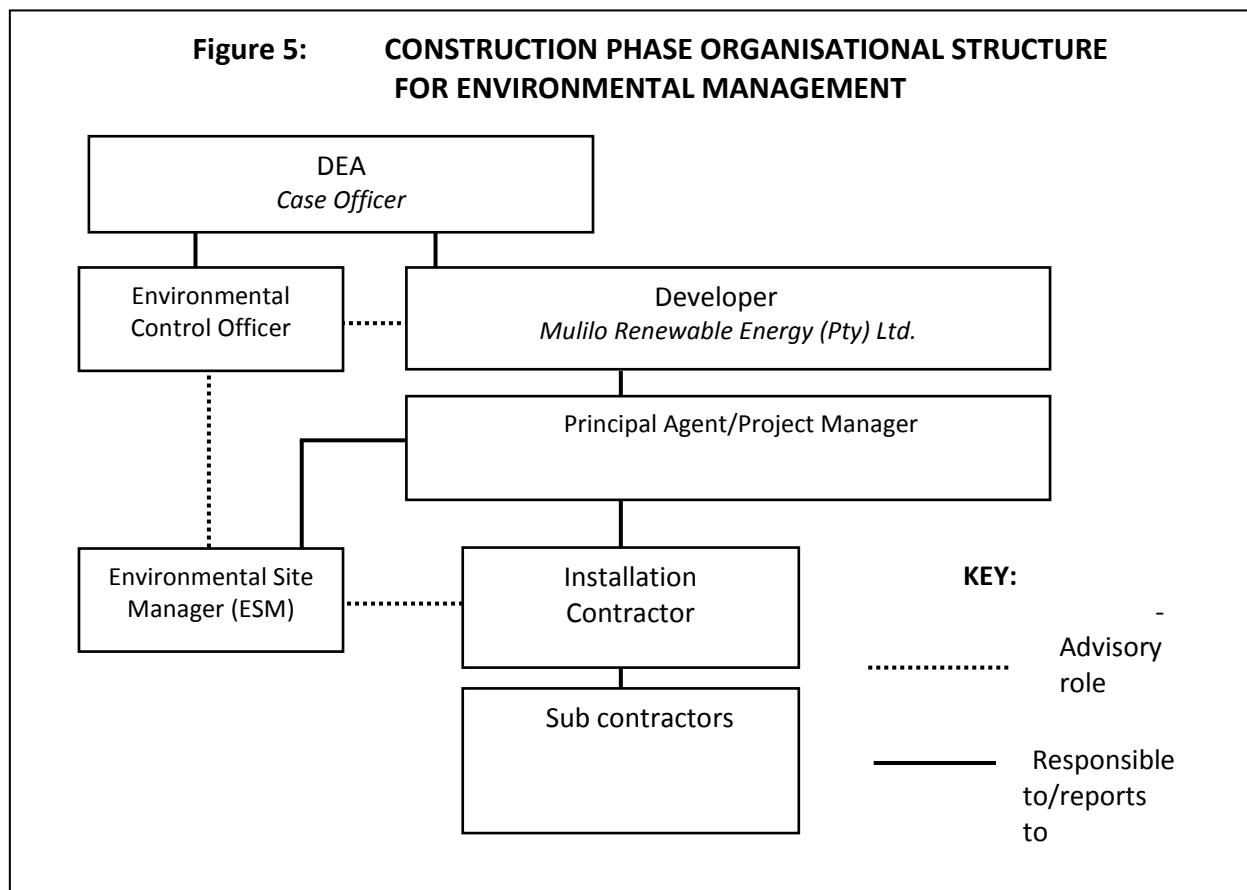 Figure 5: CONSTRUCTION PHASE ORGANISATIONAL STRUCTURE
FOR ENVIRONMENTAL MANAGEMENT
DEA
Case Officer
Environmental
Control Officer
Developer
Mulilo Renewable Energy (Pty) Ltd.
Principal Agent/Project Manager
Environmental Site
Manager (ESM)
Installation
Contractor
Sub contractors
KEY:
-
Advisory
role
Responsible
to/reports
to